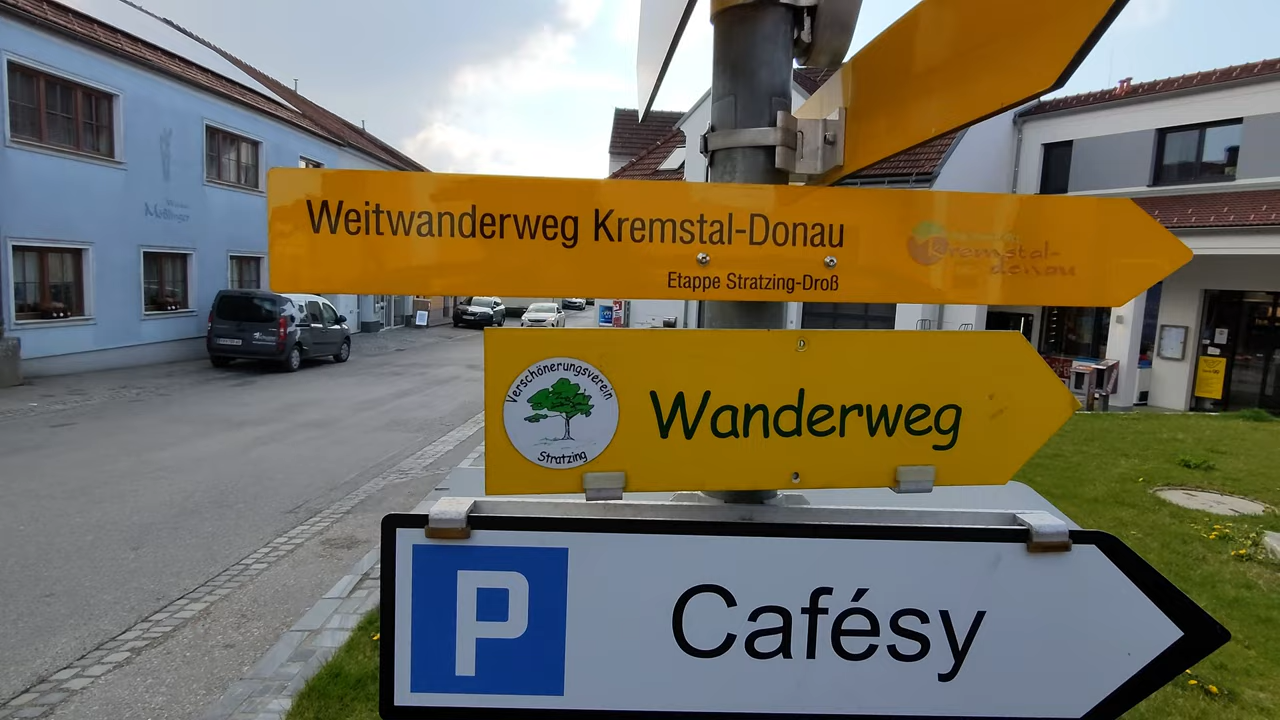 Weitwanderweg Kremstal-Donau
Etappe Stratzing-Droß
Kremstal-
donau
Verschönerungsverein
Stratzing
Wanderweg
P
Cafésy